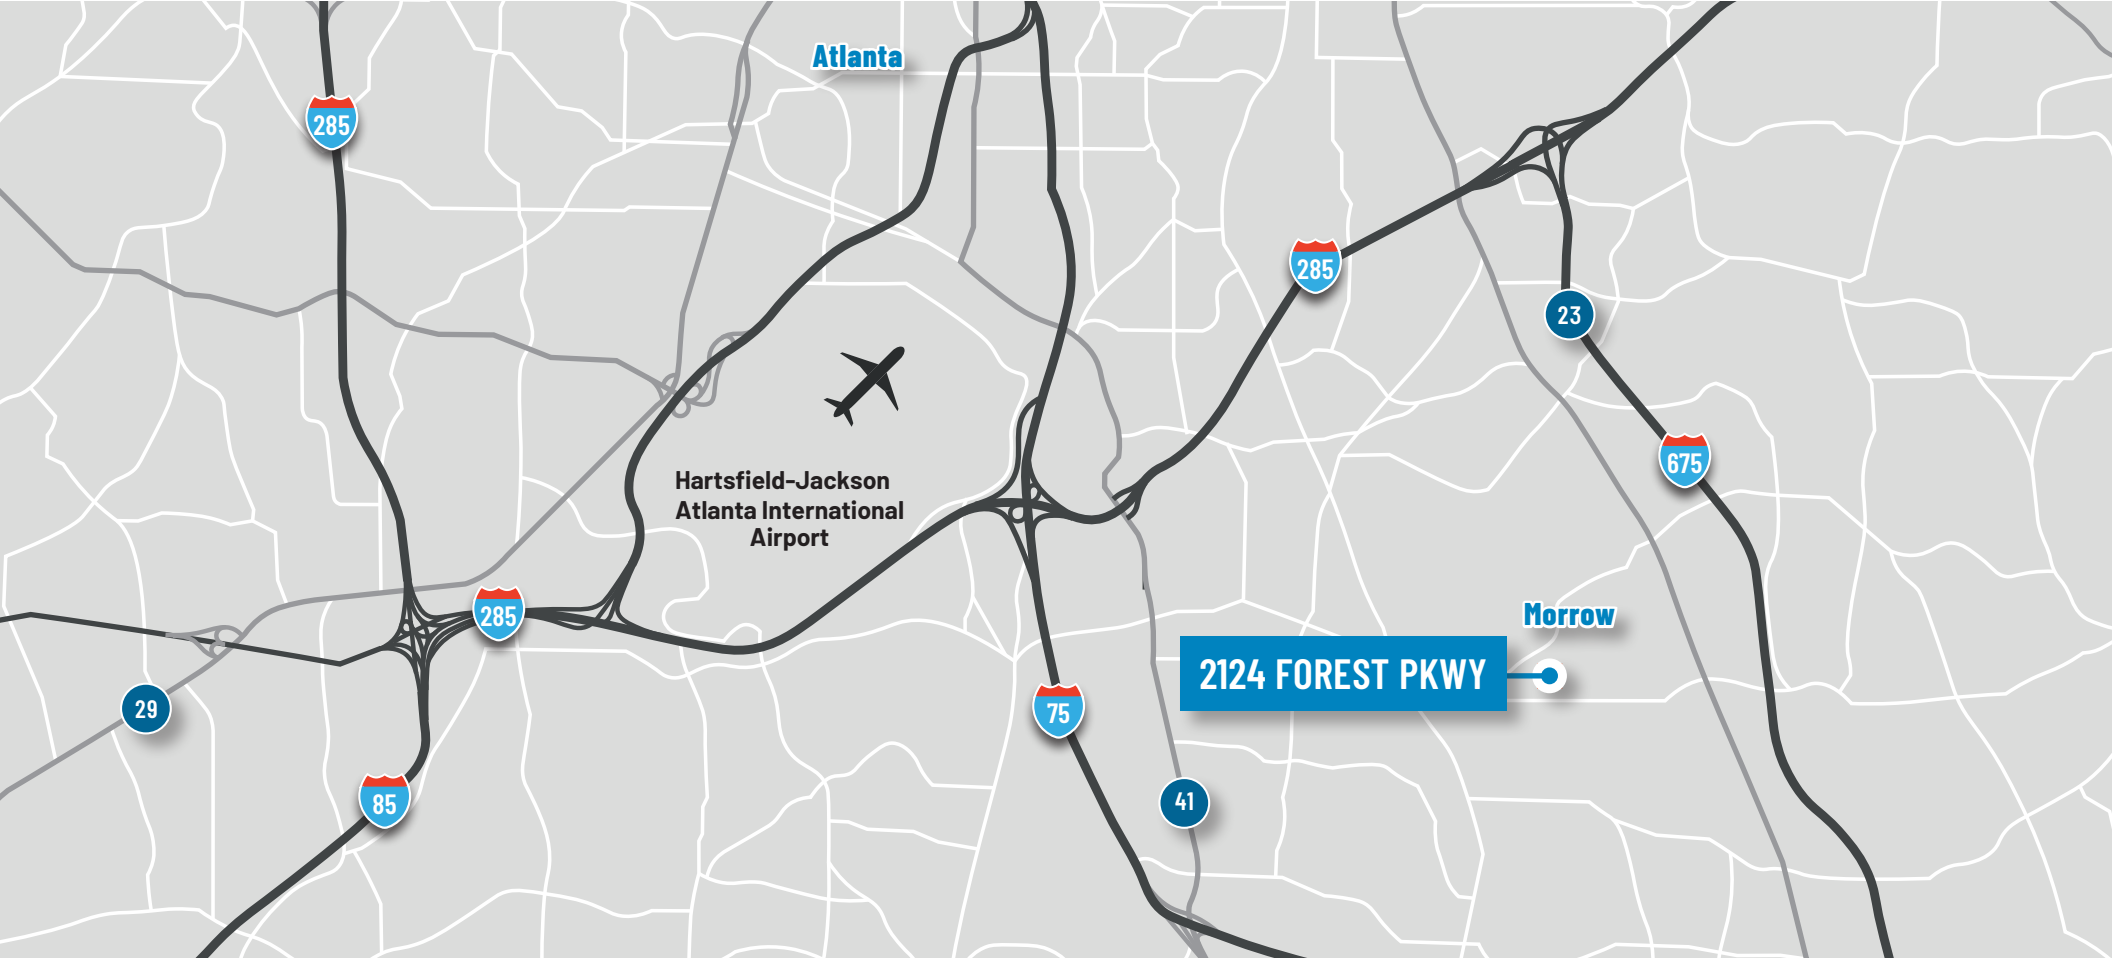 Atlanta
285
285
23
675
Hartsfield-Jackson
Atlanta International
Airport
285
Morrow
2124 FOREST PKWY
29
75
85
41